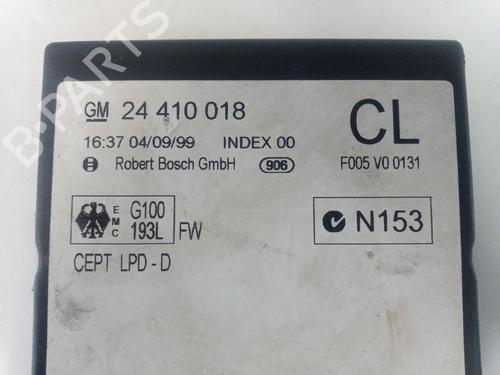 GM 24 410 018 CL
16:37 04/09/99 INDEX 00
Robert Bosch GmbH 906 F005 V0 0131
EMC G100 193L FW
N153
CEPT LPD - D
B-PARTS